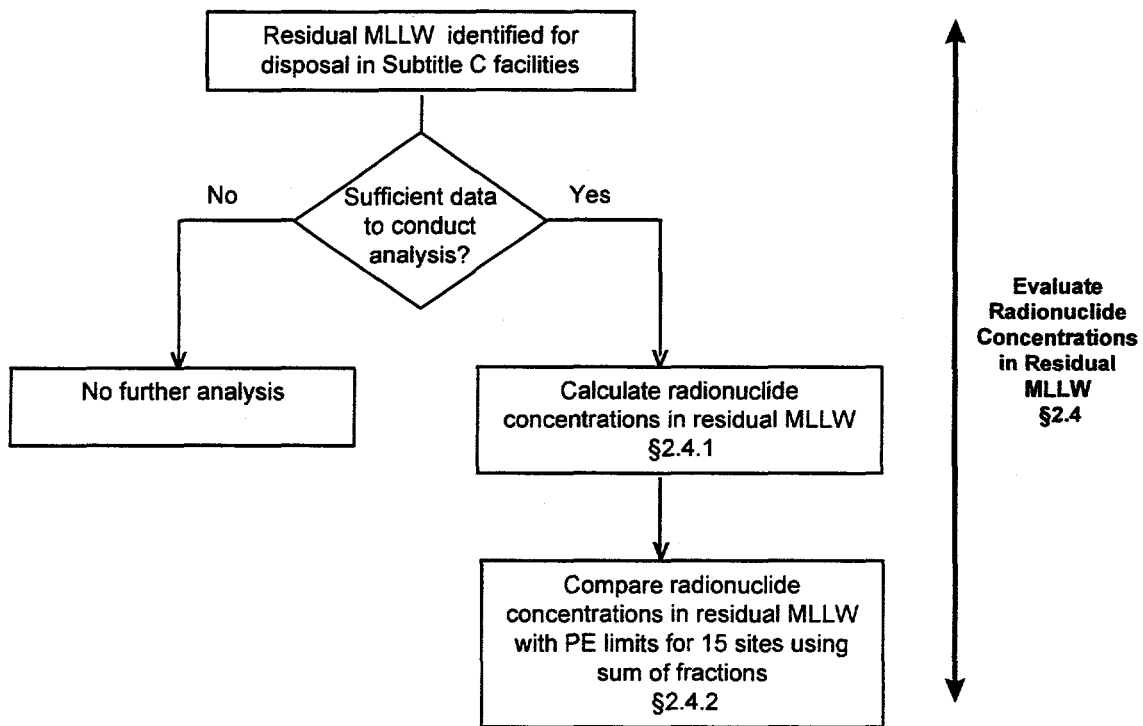 Residual MLLW identified for
disposal in Subtitle C facilities
No
Sufficient data
to conduct
analysis?
Yes
No further analysis
Calculate radionuclide
concentrations in residual MLLW
§2.4.1
Compare radionuclide
concentrations in residual MLLW
with PE limits for 15 sites using
sum of fractions
§2.4.2
Evaluate
Radionuclide
Concentrations
in Residual
MLLW
§2.4